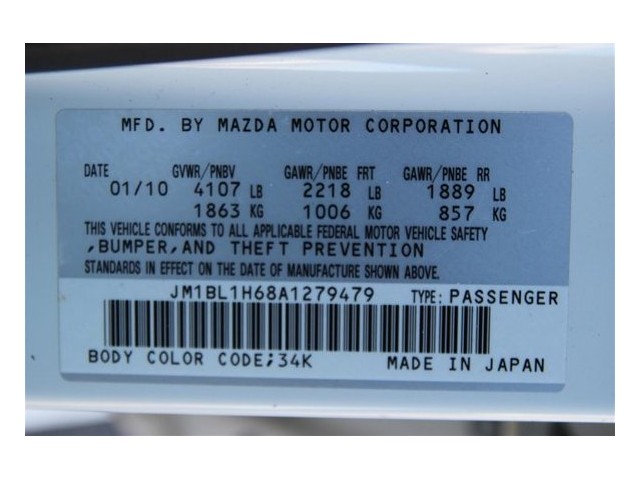 MFD. BY MAZDA MOTOR CORPORATION
DATE GVWR/PNBV GAWR/PNBE FRT GAWR/PNBE RR
01/10 4107 LB 2218 LB 1889 LB
1863 KG 1006 KG 857 KG
THIS VEHICLE CONFORMS TO ALL APPLICABLE FEDERAL MOTOR VEHICLE SAFETY
,BUMPER,AND THEFT PREVENTION
STANDARDS IN EFFECT ON THE DATE OF MANUFACTURE SHOWN ABOVE.
JM1BL1H68A1279479 TYPE: PASSENGER
BODY COLOR CODE;34K MADE IN JAPAN